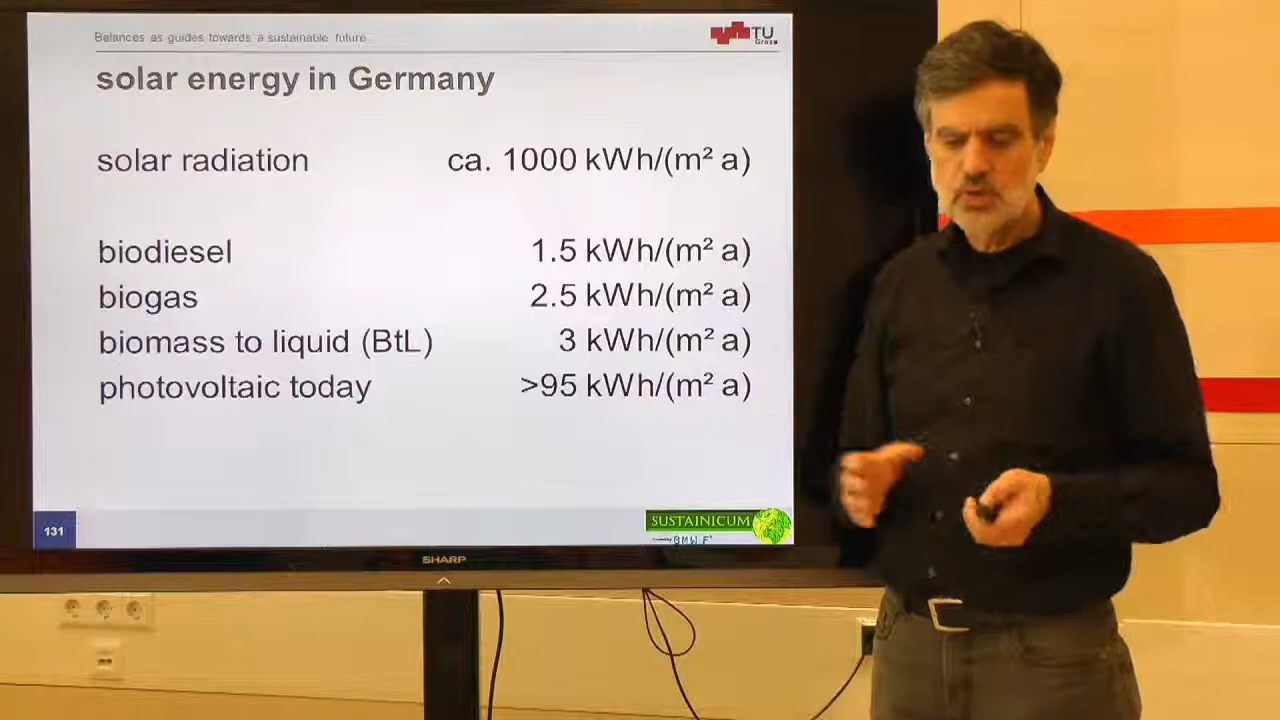 Balances as guides towards a sustainable future
TU
Graz
solar energy in Germany
solar radiation ca. 1000 kWh/(m² a)
biodiesel 1.5 kWh/(m² a)
biogas 2.5 kWh/(m² a)
biomass to liquid (BtL) 3 kWh/(m² a)
photovoltaic today >95 kWh/(m² a)
131
SUSTAINICUM
BMWF
SHARP